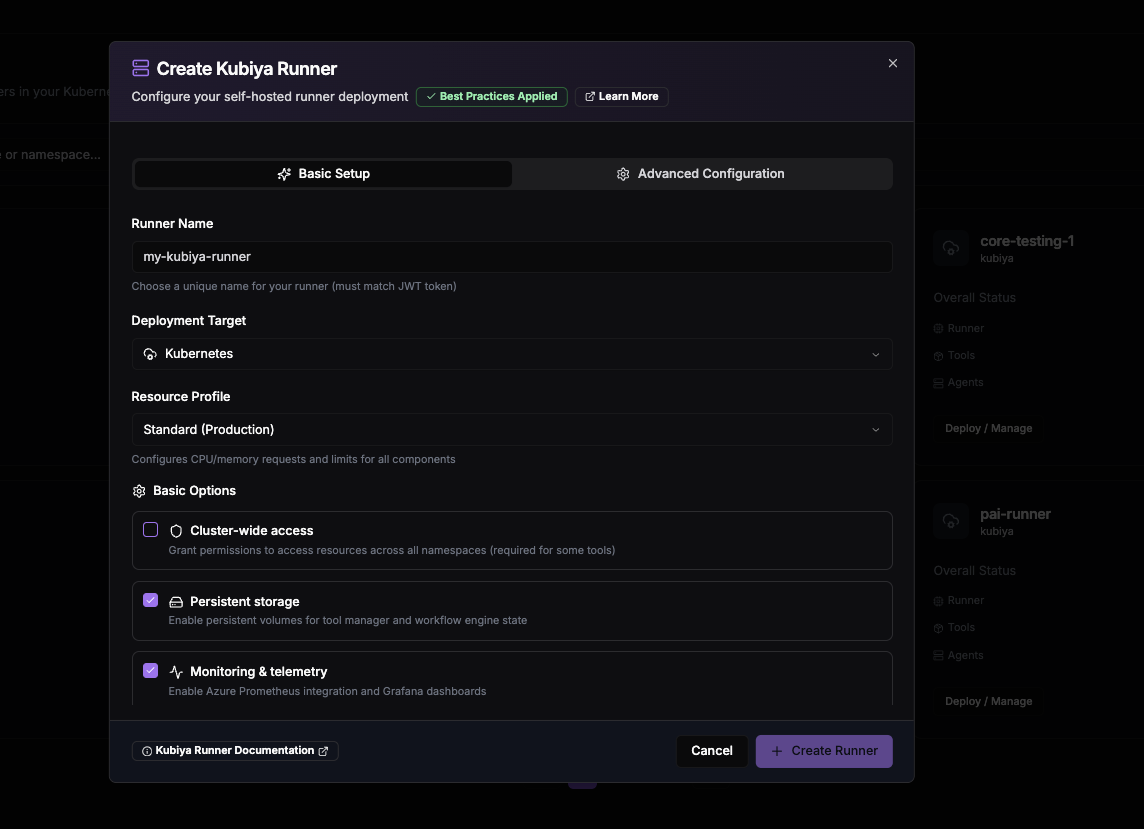 Create Kubiya Runner
Configure your self-hosted runner deployment
Best Practices Applied
Learn More
Basic Setup
Advanced Configuration
Runner Name
my-kubiya-runner
Choose a unique name for your runner (must match JWT token)
Deployment Target
Kubernetes
Resource Profile
Standard (Production)
Configures CPU/memory requests and limits for all components
Basic Options
Cluster-wide access
Grant permissions to access resources across all namespaces (required for some tools)
Persistent storage
Enable persistent volumes for tool manager and workflow engine state
Monitoring & telemetry
Enable Azure Prometheus integration and Grafana dashboards
Kubiya Runner Documentation
Cancel
Create Runner
ers in your Kuberne
or namespace...
core-testing-1
kubiya
Overall Status
Runner
Tools
Agents
Deploy / Manage
pai-runner
kubiya
Overall Status
Runner
Tools
Agents
Deploy / Manage